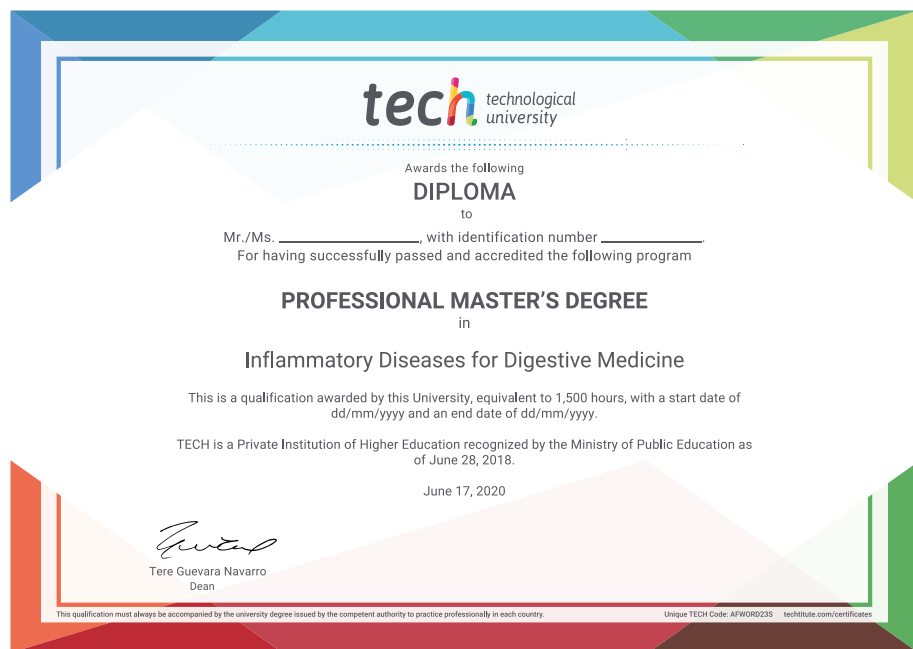 tech technological university
Awards the following
DIPLOMA
to
Mr./Ms. ____________________, with identification number ______________.
For having successfully passed and accredited the following program
PROFESSIONAL MASTER'S DEGREE
in
Inflammatory Diseases for Digestive Medicine
This is a qualification awarded by this University, equivalent to 1,500 hours, with a start date of
dd/mm/yyyy and an end date of dd/mm/yyyy.
TECH is a Private Institution of Higher Education recognized by the Ministry of Public Education as
of June 28, 2018.
June 17, 2020
Tere Guevara Navarro
Dean
This qualification must always be accompanied by the university degree issued by the competent authority to practice professionally in each country.
Unique TECH Code: AFWORD23S techtitute.com/certificates